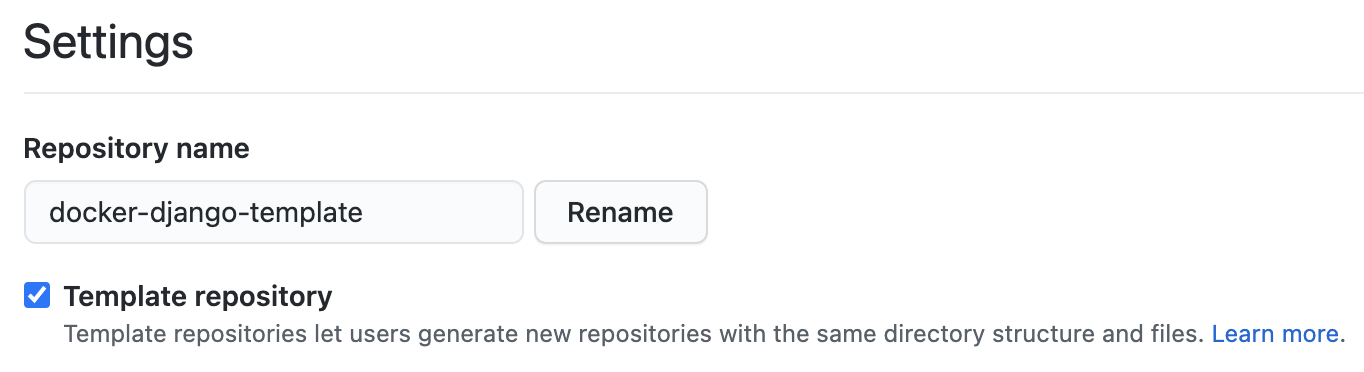 Settings
Repository name
docker-django-template
Rename
Template repository
Template repositories let users generate new repositories with the same directory structure and files. Learn more.